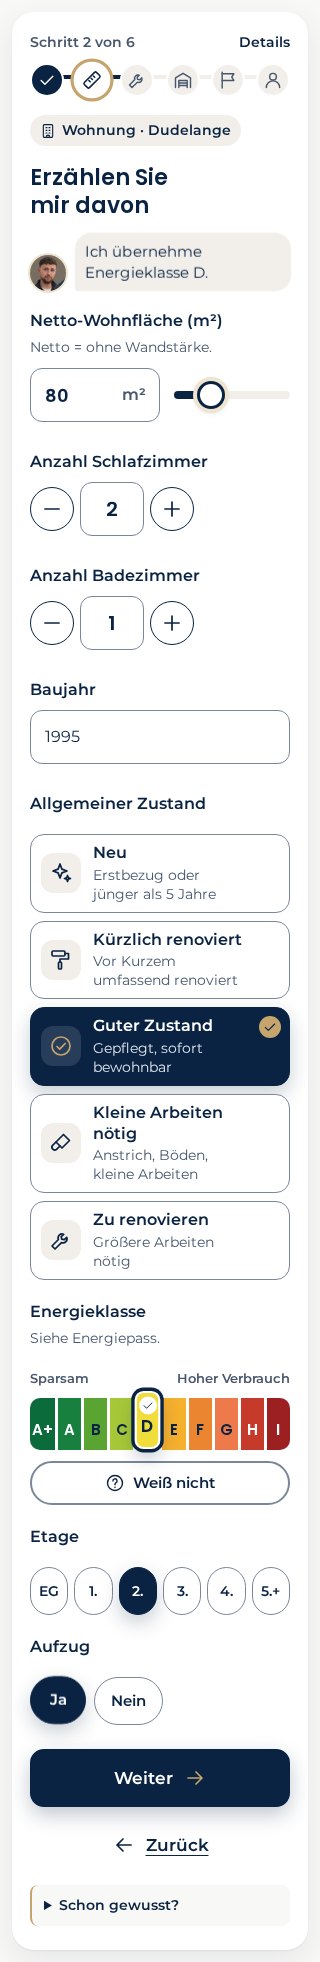 Schritt 2 von 6
Details
Wohnung · Dudelange
Erzählen Sie
mir davon
Ich übernehme
Energieklasse D.
Netto-Wohnfläche (m²)
Netto = ohne Wandstärke.
80 m²
Anzahl Schlafzimmer
2
Anzahl Badezimmer
1
Baujahr
1995
Allgemeiner Zustand
Neu
Erstbezug oder
jünger als 5 Jahre
Kürzlich renoviert
Vor Kurzem
umfassend renoviert
Guter Zustand
Gepflegt, sofort
bewohnbar
Kleine Arbeiten
nötig
Anstrich, Böden,
kleine Arbeiten
Zu renovieren
Größere Arbeiten
nötig
Energieklasse
Siehe Energiepass.
Sparsam
Hoher Verbrauch
A+ A B C D E F G H I
Weiß nicht
Etage
EG 1. 2. 3. 4. 5.+
Aufzug
Ja Nein
Weiter
Zurück
Schon gewusst?